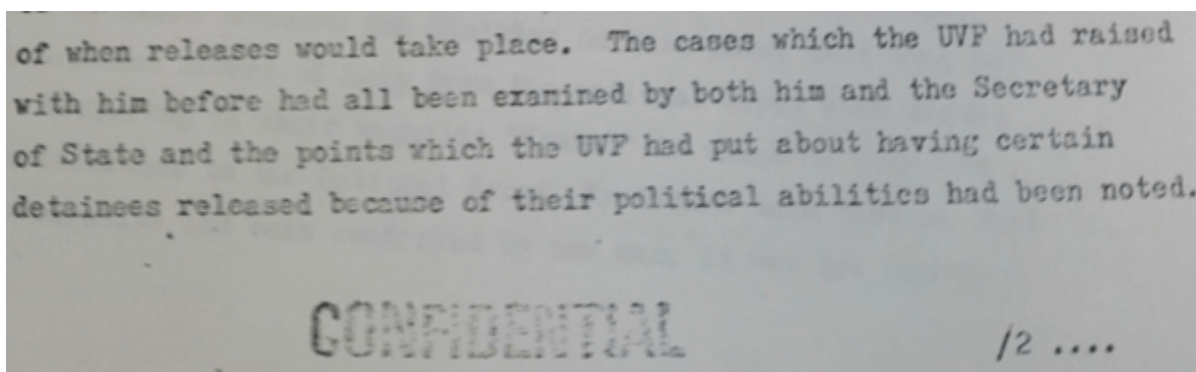 of when releases would take place. The cases which the UVF had raised
with him before had all been examined by both him and the Secretary
of State and the points which the UVF had put about having certain
detainees released because of their political abilities had been noted.
CONFIDENTIAL
/2 ....